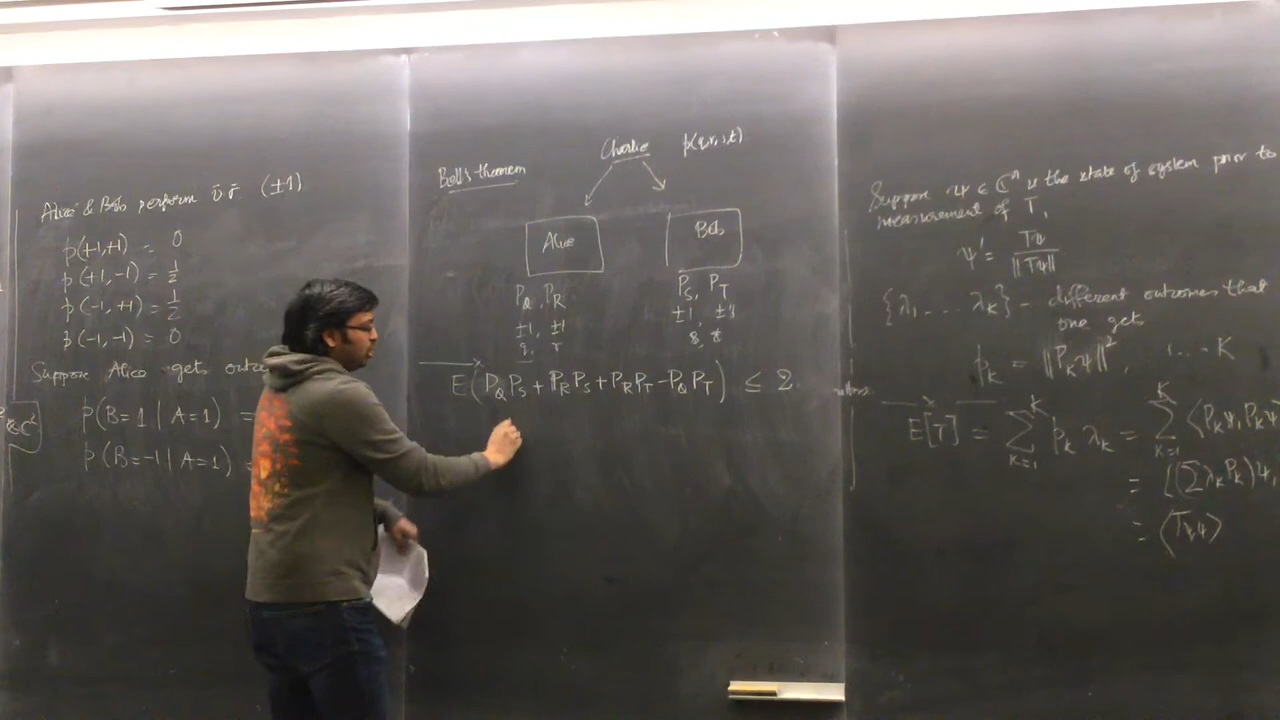 Alice & Bob perform v̄·σ̄ (±1)
p(+1,+1) = 0
p(+1,-1) = 1/2
p(-1,+1) = 1/2
p(-1,-1) = 0
Suppose Alice gets
p(B=1 | A=1) =
p(B=-1 | A=1) =
Bell's theorem
Charlie p(q,r,s,t)
Alice
Bob
P_Q, P_R
P_S, P_T
±1, ±1
±1, ±1
q, r
s, t
E(P_Q P_S + P_R P_S + P_R P_T - P_Q P_T) ≤ 2.
Suppose ψ ∈ ℂⁿ is the state of system prior to
measurement of T,
ψ' = Tψ / ||Tψ||
{λ₁ .... λ_K} - different outcomes that
one gets
p_k = ||P_k ψ||², 1...K
E[T] = Σ_{k=1}^{K} p_k λ_k = Σ_{k=1}^{K} ⟨P_k ψ, P_k ψ
= [(Σ λ_k P_k) ψ,
= ⟨Tψ, ψ⟩